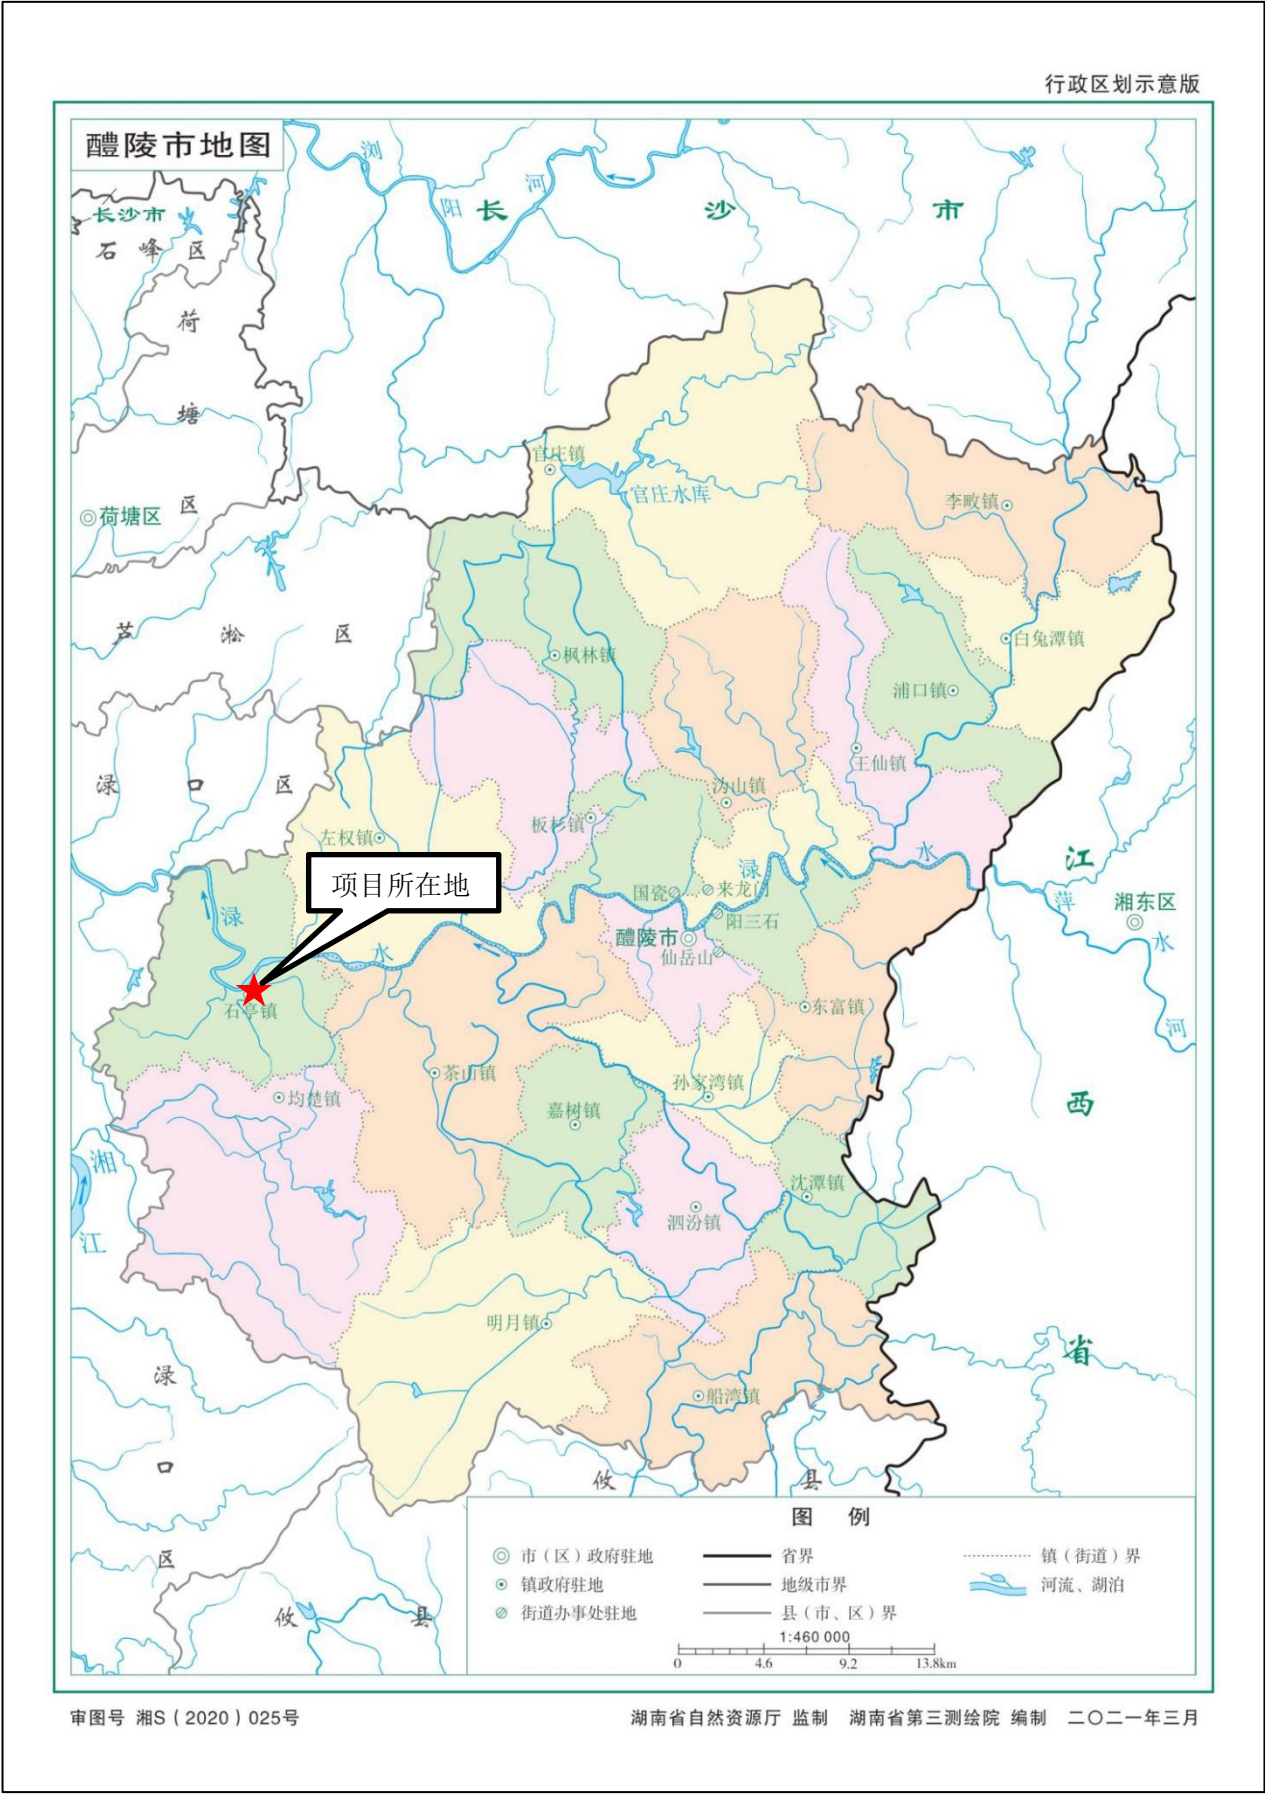 行政区划示意版
醴陵市地图
浏
阳
河
长沙市
长沙市
石峰区
荷
塘
区
荷塘区
官庄镇
官庄水库
李畋镇
芦淞区
枫林镇
白兔潭镇
浦口镇
王仙镇
渌口区
沩山镇
板杉镇
左权镇
项目所在地
渌
水
国瓷
来龙门
阳三石
醴陵市
仙岳山
渌
水
江
西
省
萍
水
河
湘东区
石亭镇
东富镇
茶山镇
均楚镇
孙家湾镇
嘉树镇
湘
江
沈潭镇
泗汾镇
明月镇
船湾镇
渌
口
区
攸县
攸县
图例
市（区）政府驻地
省界
镇（街道）界
镇政府驻地
地级市界
河流、湖泊
街道办事处驻地
县（市、区）界
1:460 000
0 4.6 9.2 13.8km
审图号 湘S（2020）025号
湖南省自然资源厅 监制 湖南省第三测绘院 编制 二〇二一年三月